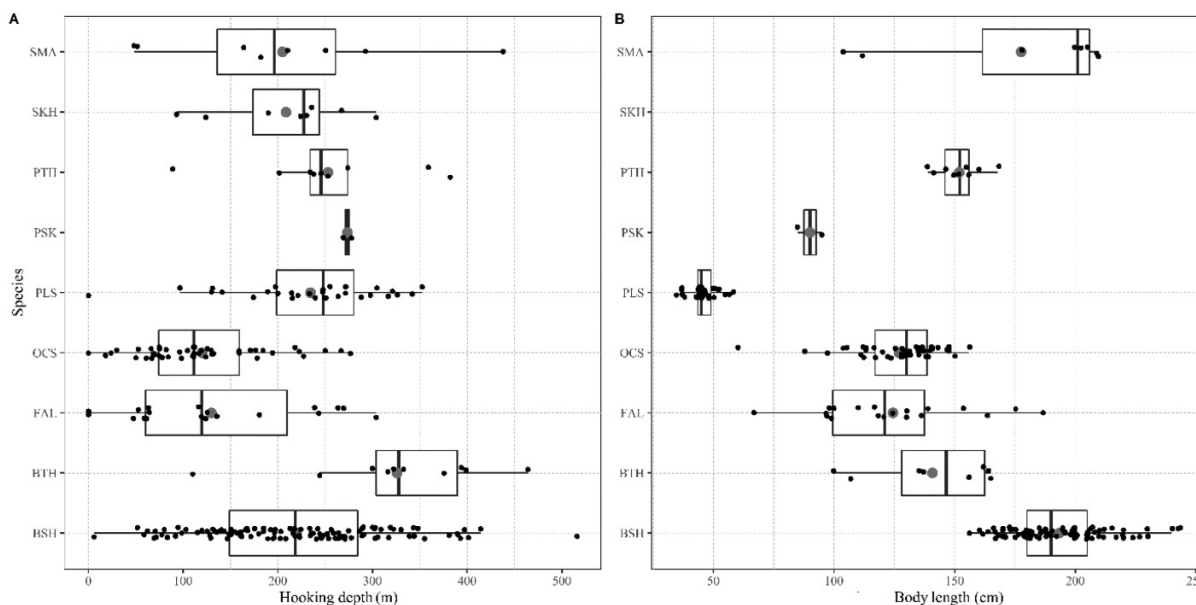 A
Species
SMA
SKH
PTH
PSK
PLS
OCS
FAL
BTH
BSH
0 100 200 300 400 500
Hooking depth (m)
B
SMA
SKH
PTH
PSK
PLS
OCS
FAL
BTH
BSH
50 100 150 200 250
Body length (cm)